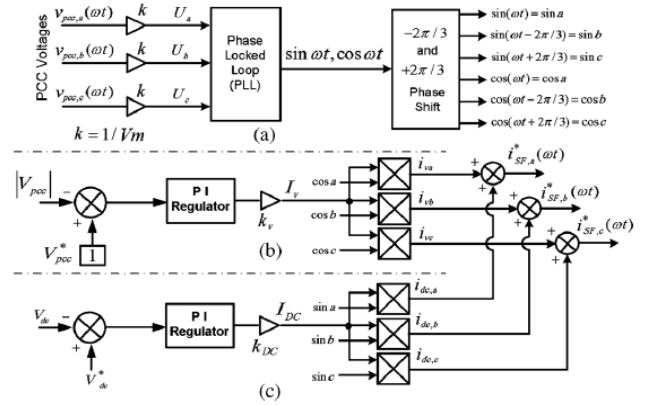 PCC Voltages
v_pcc,a(ωt) k U_a
v_pcc,b(ωt) k U_b
v_pcc,c(ωt) k U_c
k = 1/Vm
Phase
Locked
Loop
(PLL)
sin ωt, cos ωt
−2π/3
and
+2π/3
Phase
Shift
sin(ωt) = sin a
sin(ωt − 2π/3) = sin b
sin(ωt + 2π/3) = sin c
cos(ωt) = cos a
cos(ωt − 2π/3) = cos b
cos(ωt + 2π/3) = cos c
(a)
|V_pcc| −
+
V*_pcc 1
P I
Regulator
k_v
I_v
cos a
cos b
cos c
i_va
i_vb
i_vc
+ i*_SF,a(ωt)
+
+ i*_SF,b(ωt)
+
+ i*_SF,c(ωt)
+
(b)
V_dc −
+
V*_dc
P I
Regulator
k_DC
I_DC
sin a
sin b
sin c
i_dc,a
i_dc,b
i_dc,c
(c)